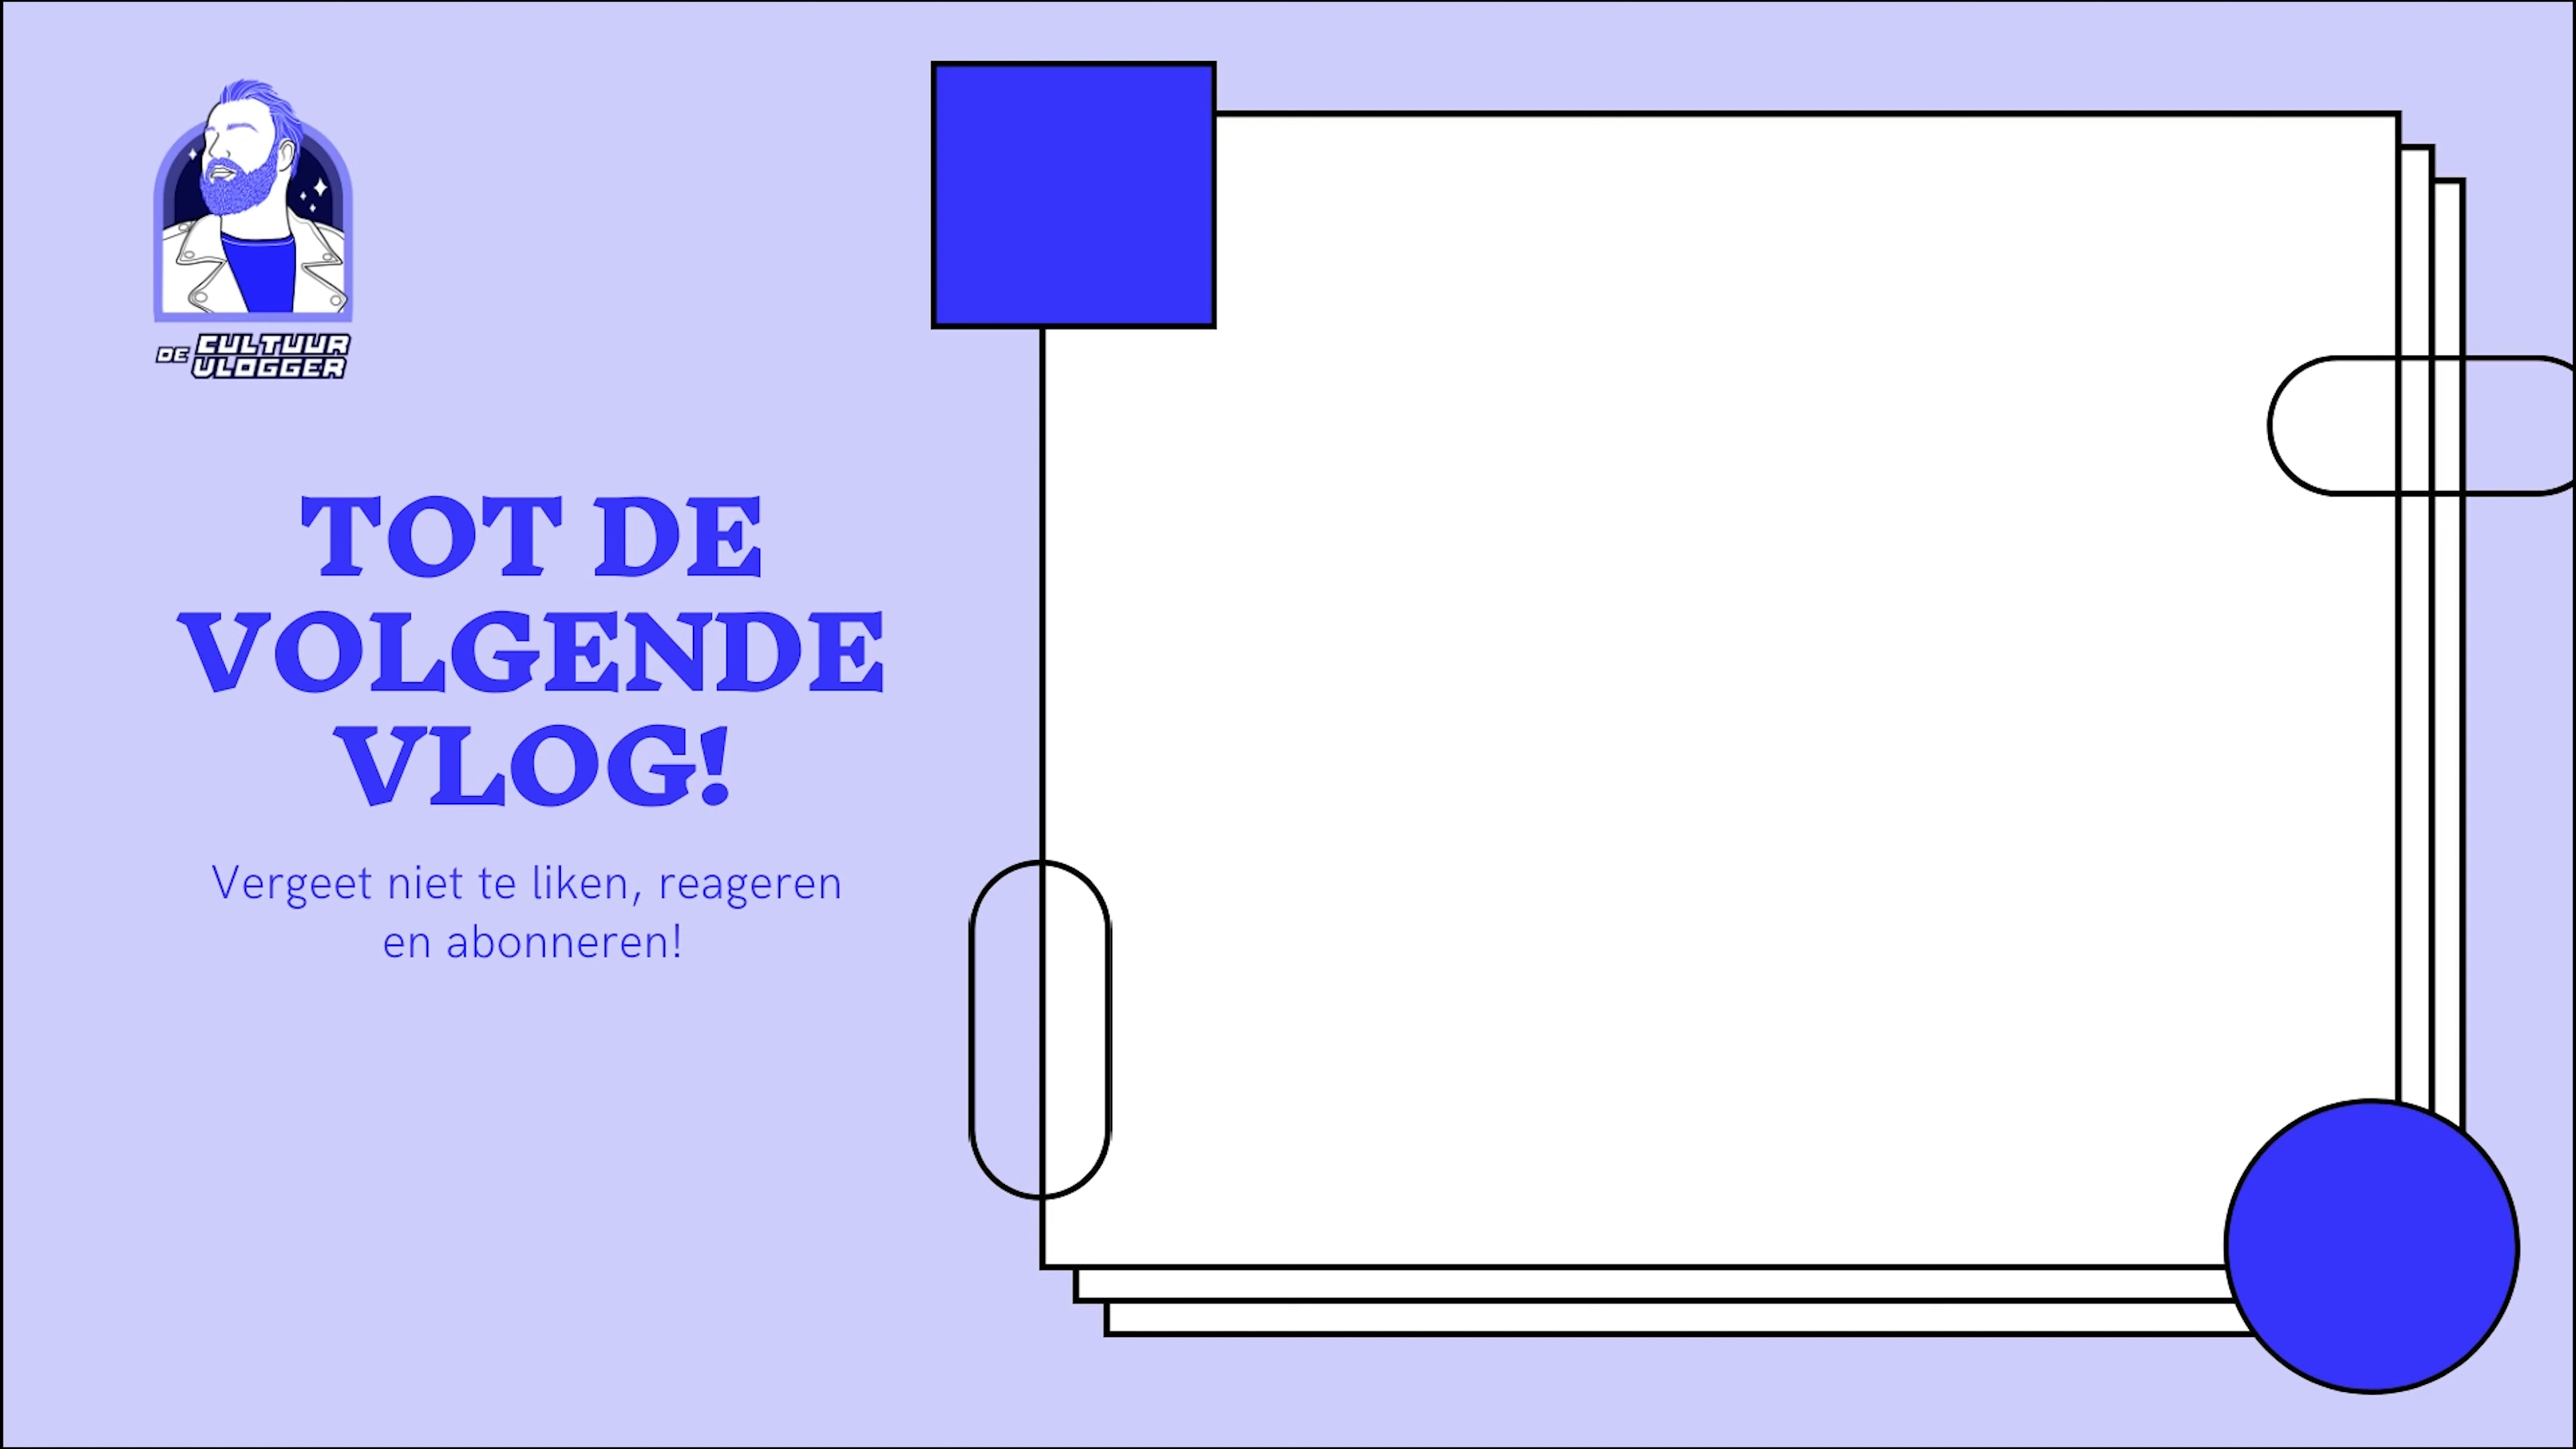 DE CULTUUR
VLOGGER
TOT DE
VOLGENDE
VLOG!
Vergeet niet te liken, reageren
en abonneren!